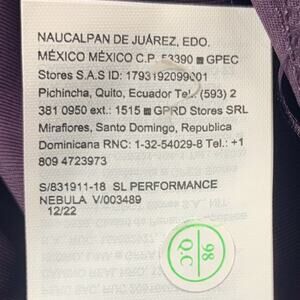 NAUCALPAN DE JUÁREZ, EDO.
MÉXICO MÉXICO C.P. 53390 ▪ GPEC
Stores S.A.S ID: 1793192099001
Pichincha, Quito, Ecuador Tel. (593) 2
381 0950 ext.: 1515 ▪ GPRD Stores SRL
Miraflores, Santo Domingo, Republica
Dominicana RNC: 1-32-54029-8 Tel.: +1
809 4723973
S/831911-18 SL PERFORMANCE
NEBULA V/003489
12/22
98
Q.C